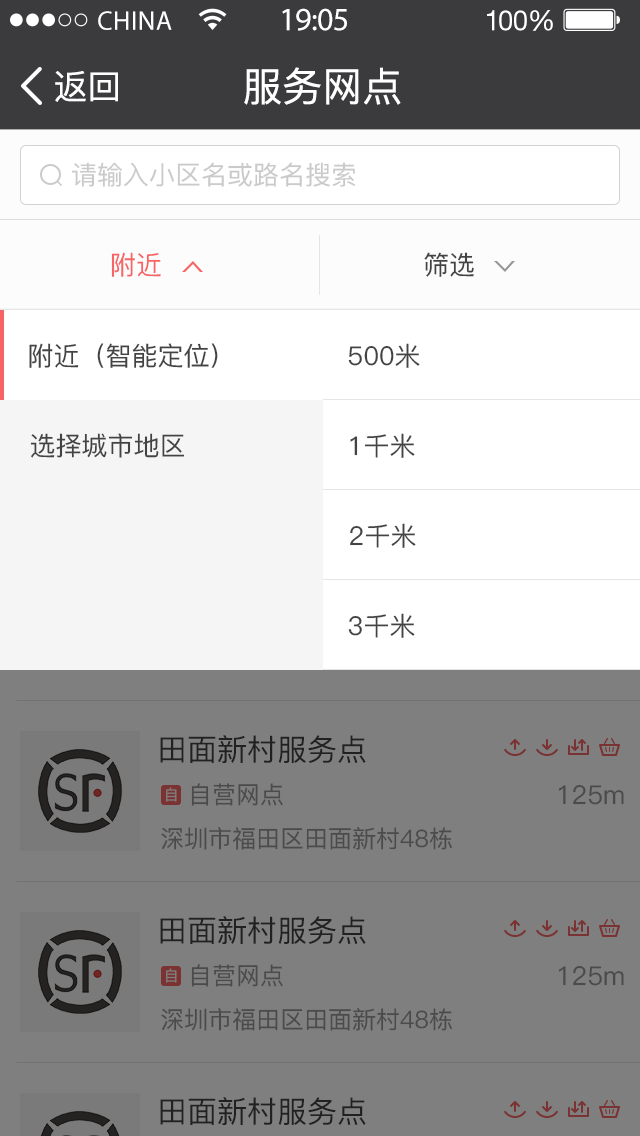 CHINA 19:05 100%
返回 服务网点
请输入小区名或路名搜索
附近 筛选
附近（智能定位） 500米
选择城市地区 1千米
2千米
3千米
SF 田面新村服务点
自 自营网点 125m
深圳市福田区田面新村48栋
SF 田面新村服务点
自 自营网点 125m
深圳市福田区田面新村48栋
田面新村服务点